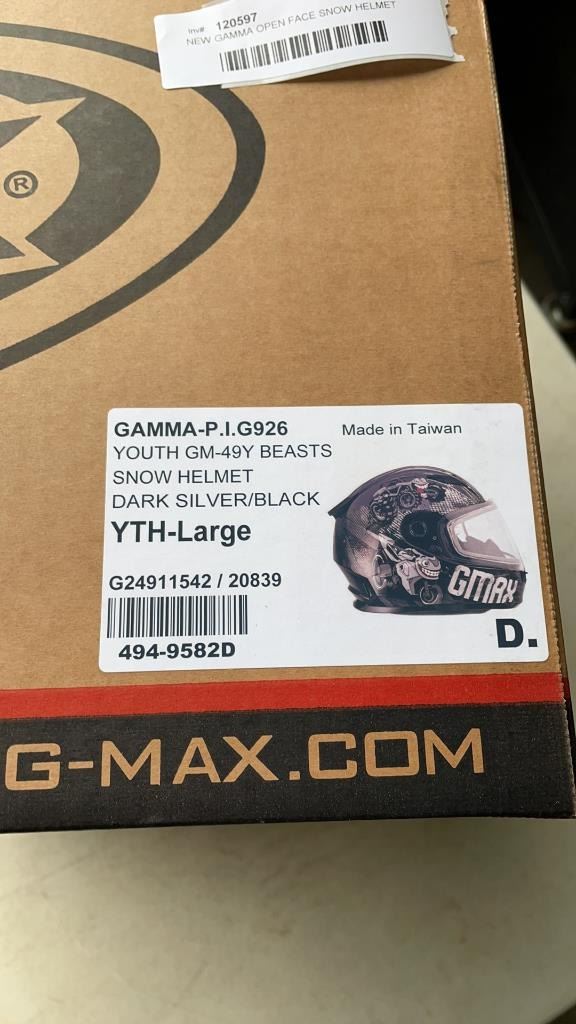 Inv#: 120597
NEW GAMMA OPEN FACE SNOW HELMET
®
GAMMA-P.I.G926 Made in Taiwan
YOUTH GM-49Y BEASTS
SNOW HELMET
DARK SILVER/BLACK
YTH-Large
GMAX
G24911542 / 20839
494-9582D
D.
G-MAX.COM